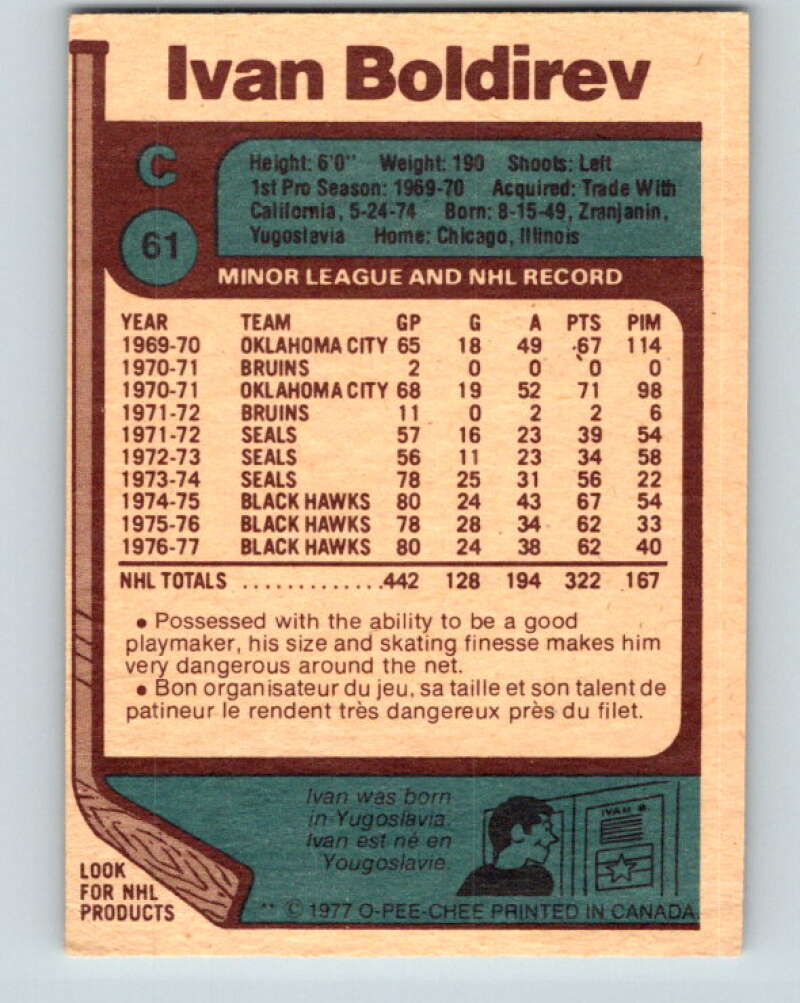 Ivan Boldirev
C
61
Height: 6'0" Weight: 190 Shoots: Left
1st Pro Season: 1969-70 Acquired: Trade With
California, 5-24-74 Born: 8-15-49, Zranjanin,
Yugoslavia Home: Chicago, Illinois
MINOR LEAGUE AND NHL RECORD
YEAR TEAM GP G A PTS PIM
1969-70 OKLAHOMA CITY 65 18 49 67 114
1970-71 BRUINS 2 0 0 0 0
1970-71 OKLAHOMA CITY 68 19 52 71 98
1971-72 BRUINS 11 0 2 2 6
1971-72 SEALS 57 16 23 39 54
1972-73 SEALS 56 11 23 34 58
1973-74 SEALS 78 25 31 56 22
1974-75 BLACK HAWKS 80 24 43 67 54
1975-76 BLACK HAWKS 78 28 34 62 33
1976-77 BLACK HAWKS 80 24 38 62 40
NHL TOTALS .............442 128 194 322 167
• Possessed with the ability to be a good
playmaker, his size and skating finesse makes him
very dangerous around the net.
• Bon organisateur du jeu, sa taille et son talent de
patineur le rendent très dangereux près du filet.
Ivan was born
in Yugoslavia.
Ivan est né en
Yougoslavie.
IVAN B.
LOOK
FOR NHL
PRODUCTS
** © 1977 O-PEE-CHEE PRINTED IN CANADA